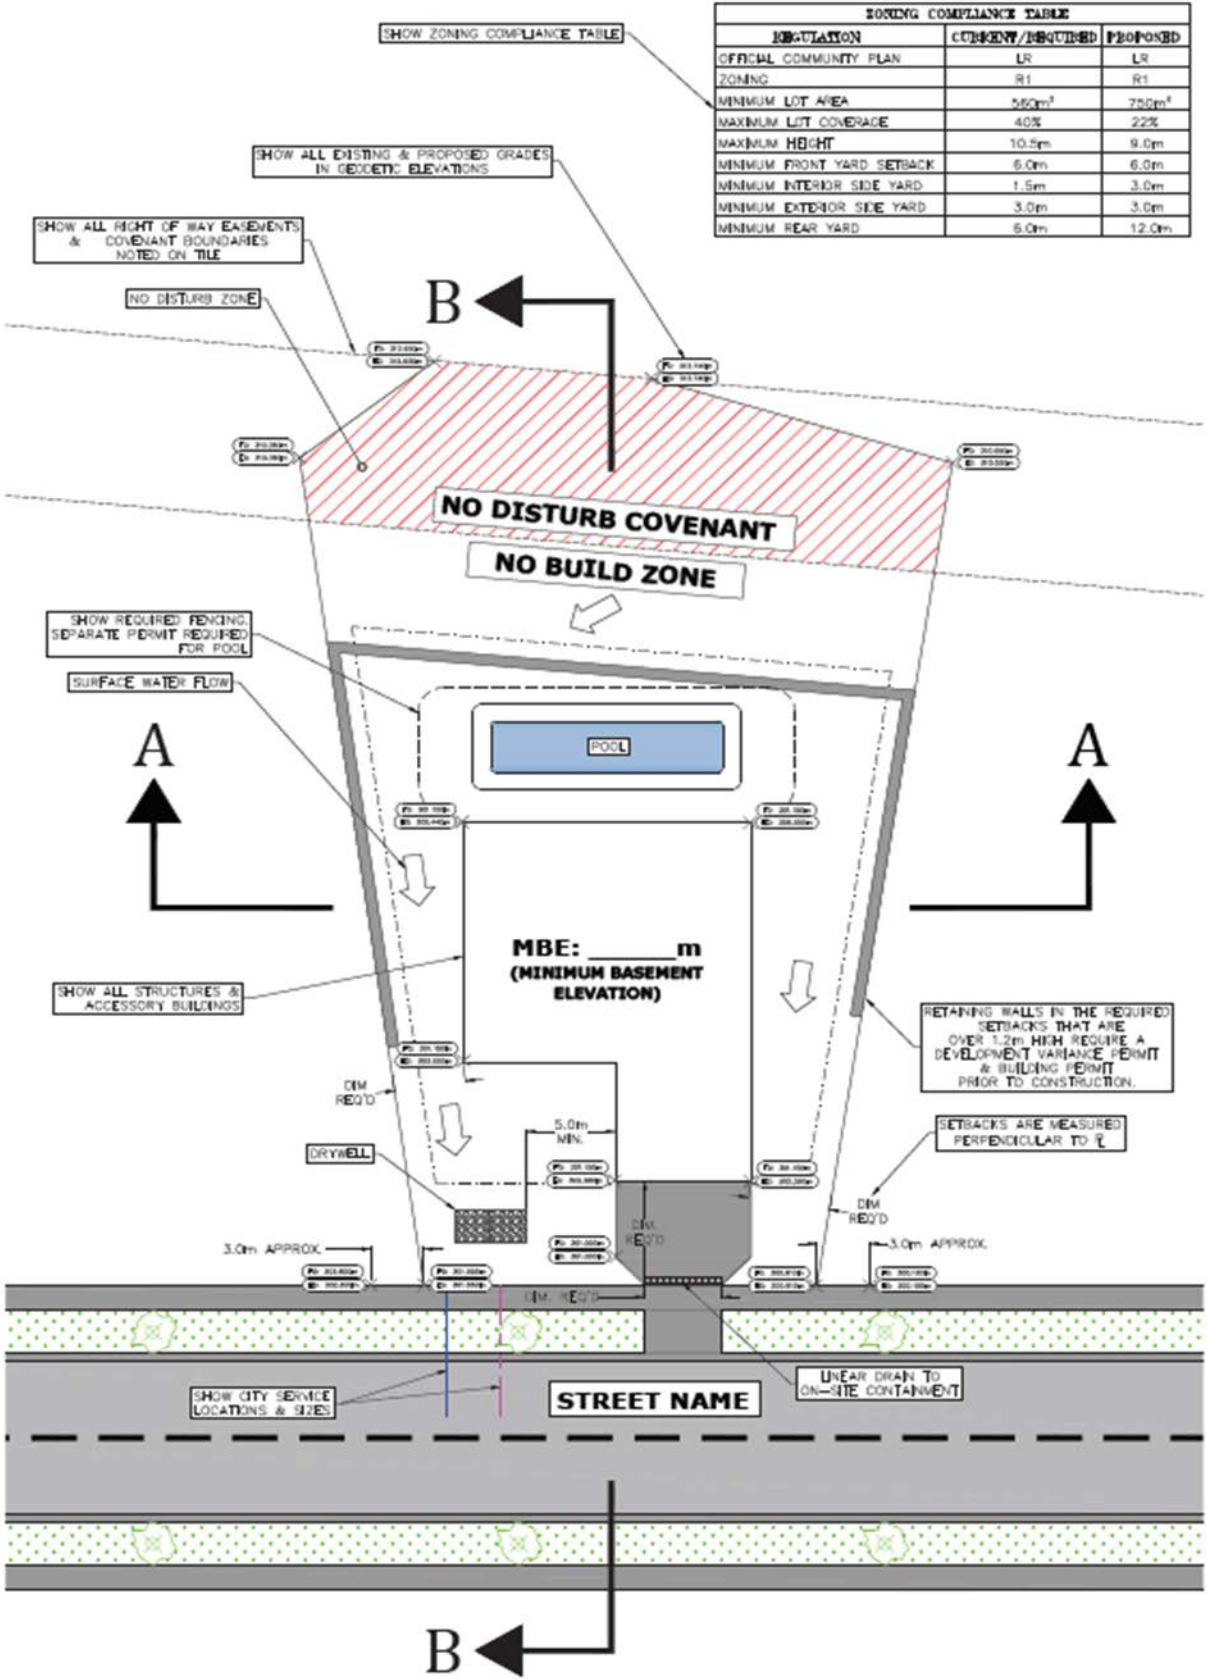 ZONING COMPLIANCE TABLE
REGULATION CURRENT/REQUIRED PROPOSED
OFFICIAL COMMUNITY PLAN LR LR
ZONING R1 R1
MINIMUM LOT AREA 560m² 750m²
MAXIMUM LOT COVERAGE 40% 22%
MAXIMUM HEIGHT 10.5m 9.0m
MINIMUM FRONT YARD SETBACK 6.0m 6.0m
MINIMUM INTERIOR SIDE YARD 1.5m 3.0m
MINIMUM EXTERIOR SIDE YARD 3.0m 3.0m
MINIMUM REAR YARD 6.0m 12.0m
SHOW ZONING COMPLIANCE TABLE
SHOW ALL EXISTING & PROPOSED GRADES
IN GEODETIC ELEVATIONS
SHOW ALL RIGHT OF WAY EASEMENTS
& COVENANT BOUNDARIES
NOTED ON TILE
NO DISTURB ZONE
B
NO DISTURB COVENANT
NO BUILD ZONE
SHOW REQUIRED FENCING.
SEPARATE PERMIT REQUIRED
FOR POOL
SURFACE WATER FLOW
POOL
A
A
MBE: ______m
(MINIMUM BASEMENT
ELEVATION)
SHOW ALL STRUCTURES &
ACCESSORY BUILDINGS
RETAINING WALLS IN THE REQUIRED
SETBACKS THAT ARE
OVER 1.2m HIGH REQUIRE A
DEVELOPMENT VARIANCE PERMIT
& BUILDING PERMIT
PRIOR TO CONSTRUCTION.
DIM
REQ'D
5.0m
MIN.
SETBACKS ARE MEASURED
PERPENDICULAR TO PL
DRYWELL
DIM
REQ'D
DIM.
REQ'D
3.0m APPROX.
3.0m APPROX.
DIM. REQ'D
LINEAR DRAIN TO
ON-SITE CONTAINMENT
SHOW CITY SERVICE
LOCATIONS & SIZES
STREET NAME
B